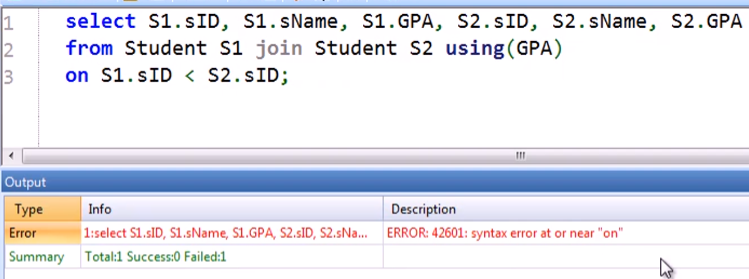 1 select S1.sID, S1.sName, S1.GPA, S2.sID, S2.sName, S2.GPA
2 from Student S1 join Student S2 using(GPA)
3 on S1.sID < S2.sID;
Output
Type Info Description
Error 1:select S1.sID, S1.sName, S1.GPA, S2.sID, S2.sNa... ERROR: 42601: syntax error at or near "on"
Summary Total:1 Success:0 Failed:1